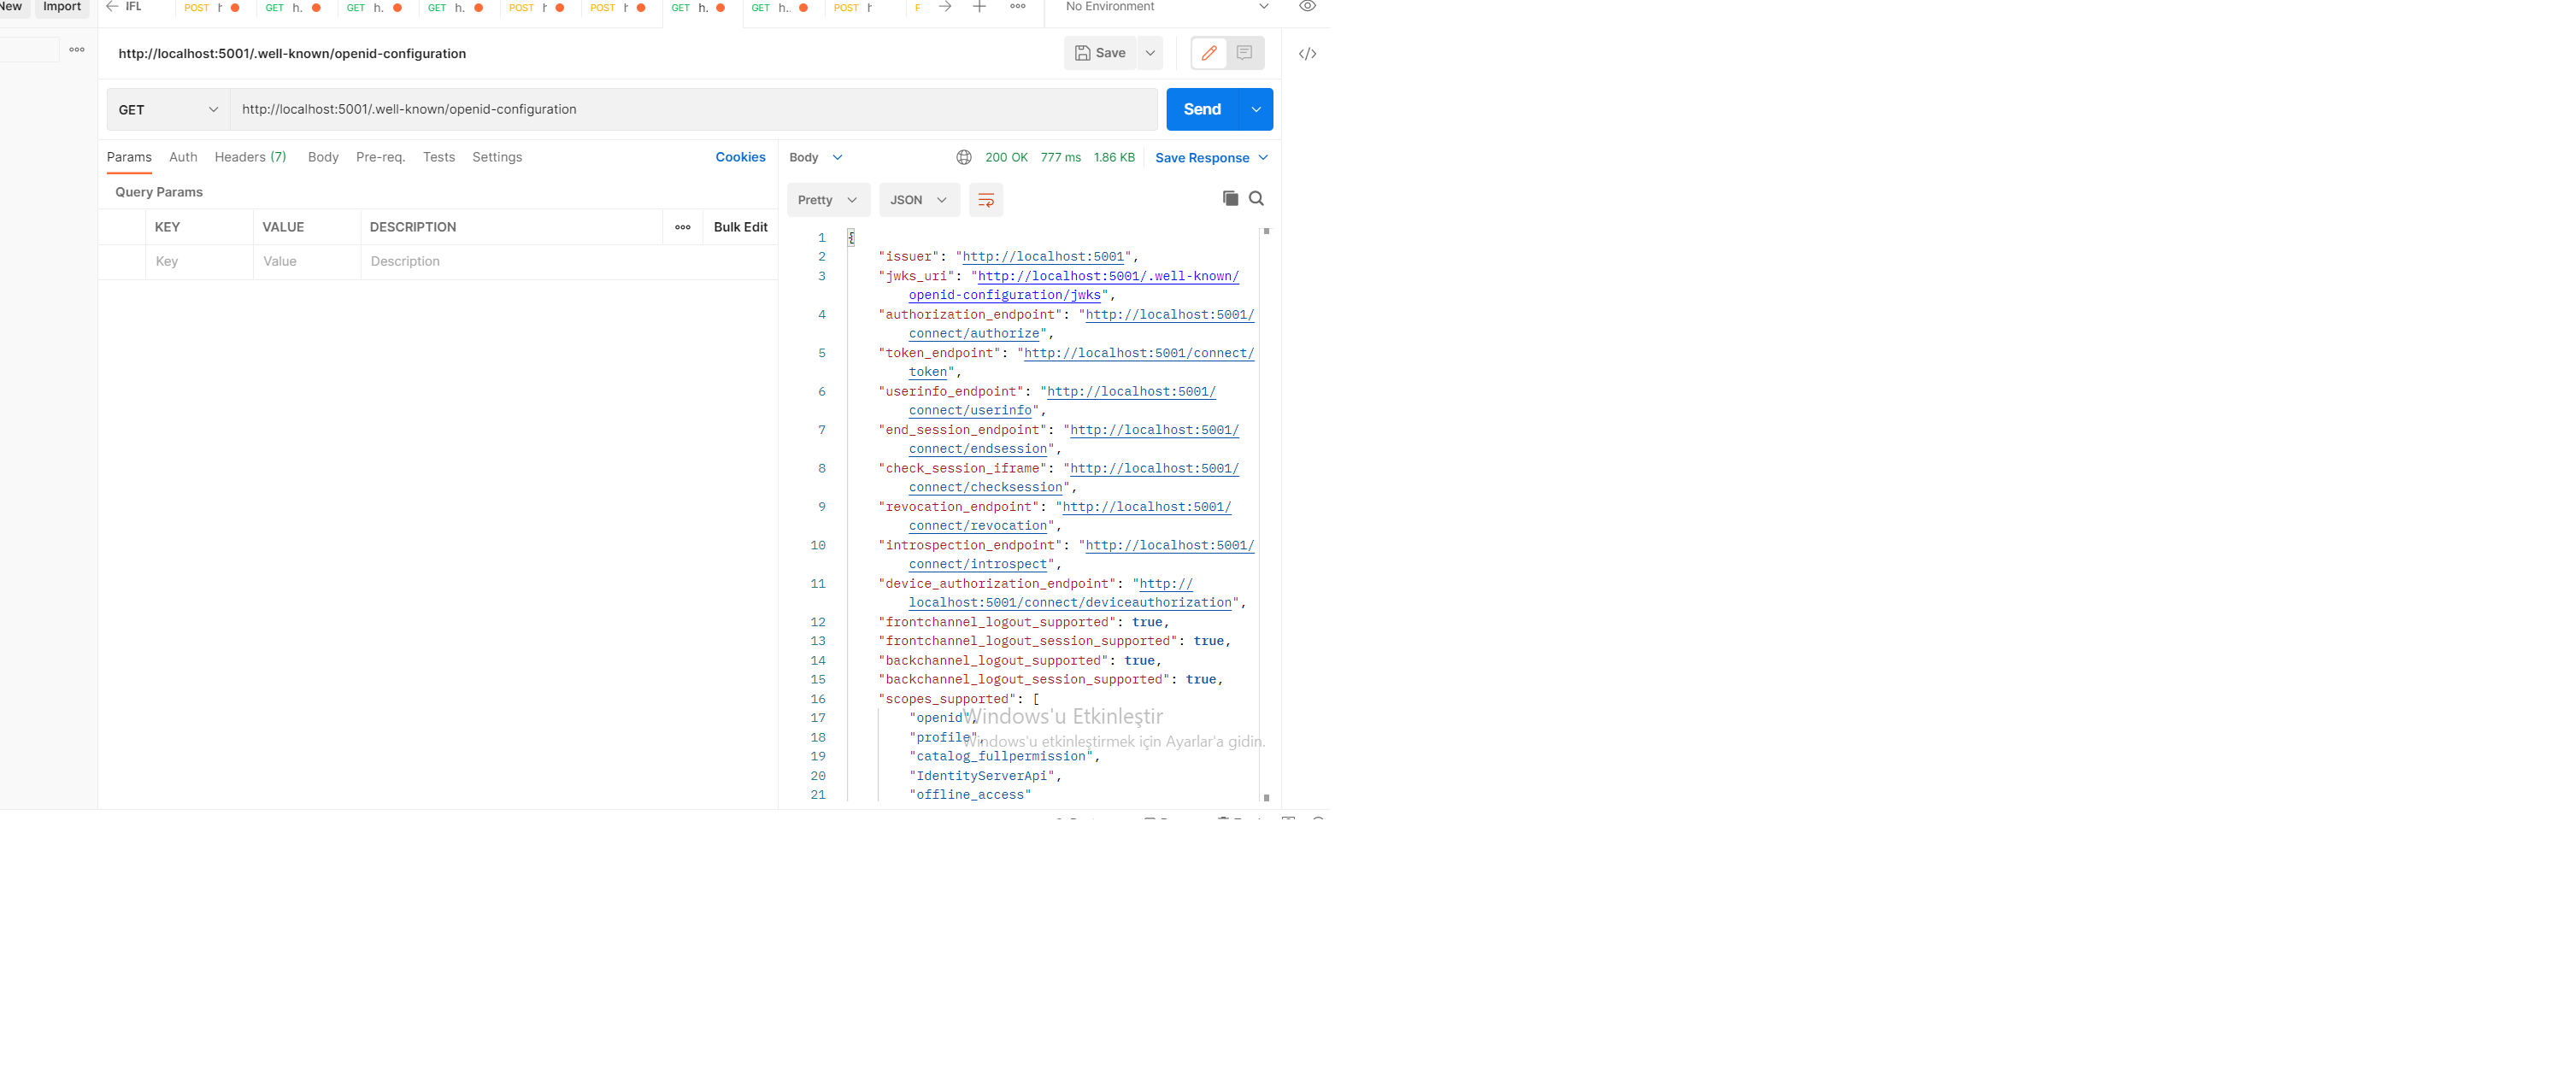 New Import IFL POST GET h. GET h. GET h. POST POST GET h. GET h.. POST No Environment
http://localhost:5001/.well-known/openid-configuration Save </>
GET http://localhost:5001/.well-known/openid-configuration Send
Params Auth Headers (7) Body Pre-req. Tests Settings Cookies Body 200 OK 777 ms 1.86 KB Save Response
Query Params
Pretty JSON
KEY VALUE DESCRIPTION Bulk Edit
Key Value Description
1 {
2 "issuer": "http://localhost:5001",
3 "jwks_uri": "http://localhost:5001/.well-known/
openid-configuration/jwks",
4 "authorization_endpoint": "http://localhost:5001/
connect/authorize",
5 "token_endpoint": "http://localhost:5001/connect/
token",
6 "userinfo_endpoint": "http://localhost:5001/
connect/userinfo",
7 "end_session_endpoint": "http://localhost:5001/
connect/endsession",
8 "check_session_iframe": "http://localhost:5001/
connect/checksession",
9 "revocation_endpoint": "http://localhost:5001/
connect/revocation",
10 "introspection_endpoint": "http://localhost:5001/
connect/introspect",
11 "device_authorization_endpoint": "http://
localhost:5001/connect/deviceauthorization",
12 "frontchannel_logout_supported": true,
13 "frontchannel_logout_session_supported": true,
14 "backchannel_logout_supported": true,
15 "backchannel_logout_session_supported": true,
16 "scopes_supported": [
17 "openid",
18 "profile",
19 "catalog_fullpermission",
20 "IdentityServerApi",
21 "offline_access"
Windows'u Etkinleştir
Windows'u etkinleştirmek için Ayarlar'a gidin.